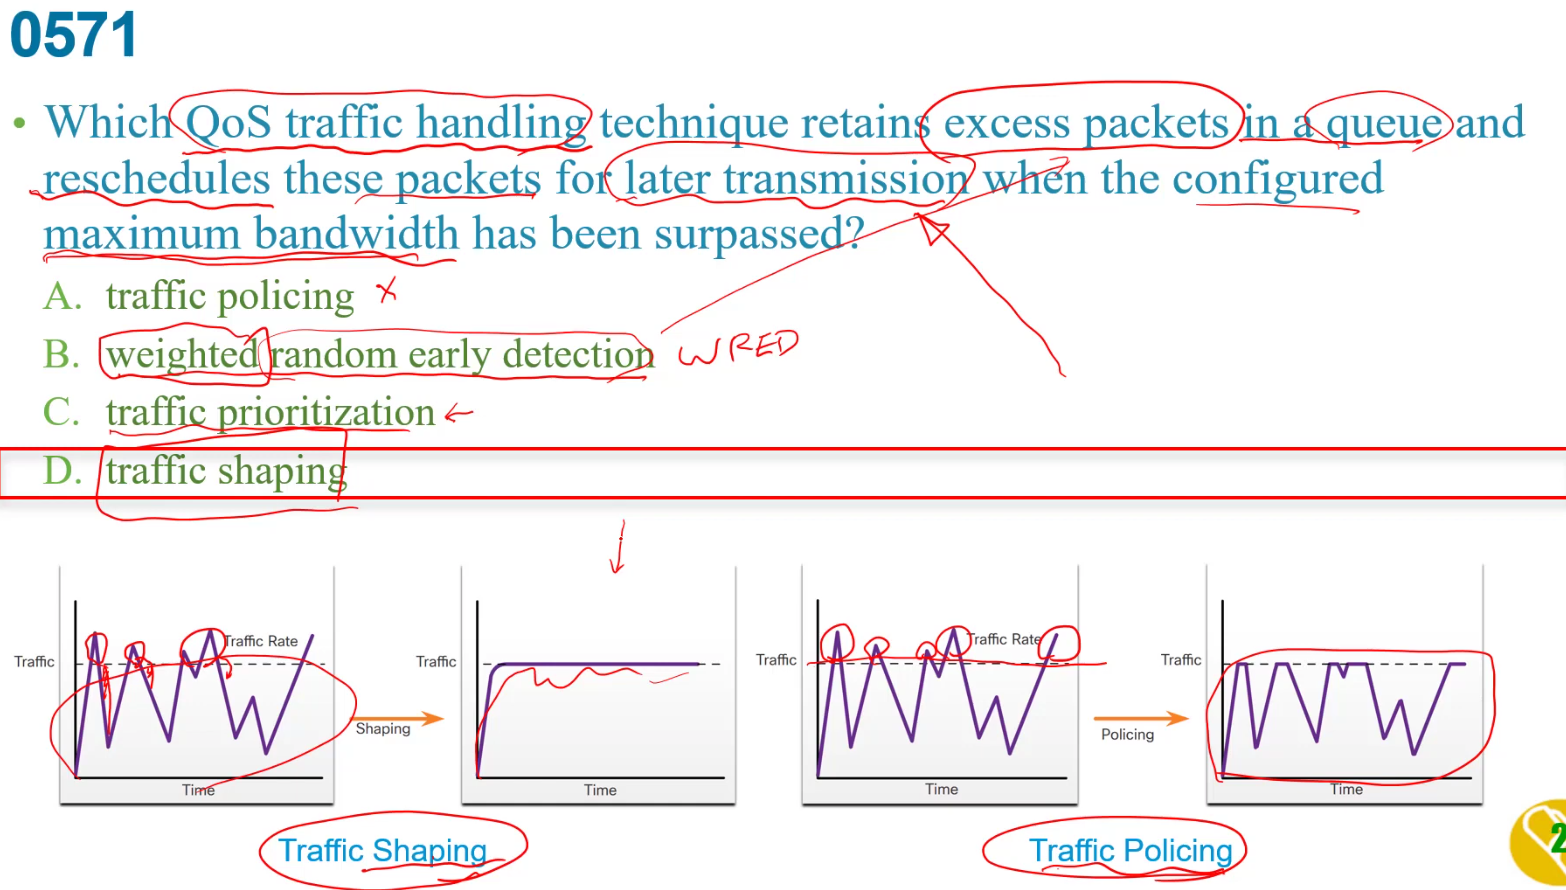 0571
• Which QoS traffic handling technique retains excess packets in a queue and
reschedules these packets for later transmission when the configured
maximum bandwidth has been surpassed?
A. traffic policing X
B. weighted random early detection WRED
C. traffic prioritization
D. traffic shaping
Traffic Rate
Traffic
Time
Shaping
Traffic
Time
Traffic Rate
Traffic
Time
Policing
Traffic
Time
Traffic Shaping
Traffic Policing
2